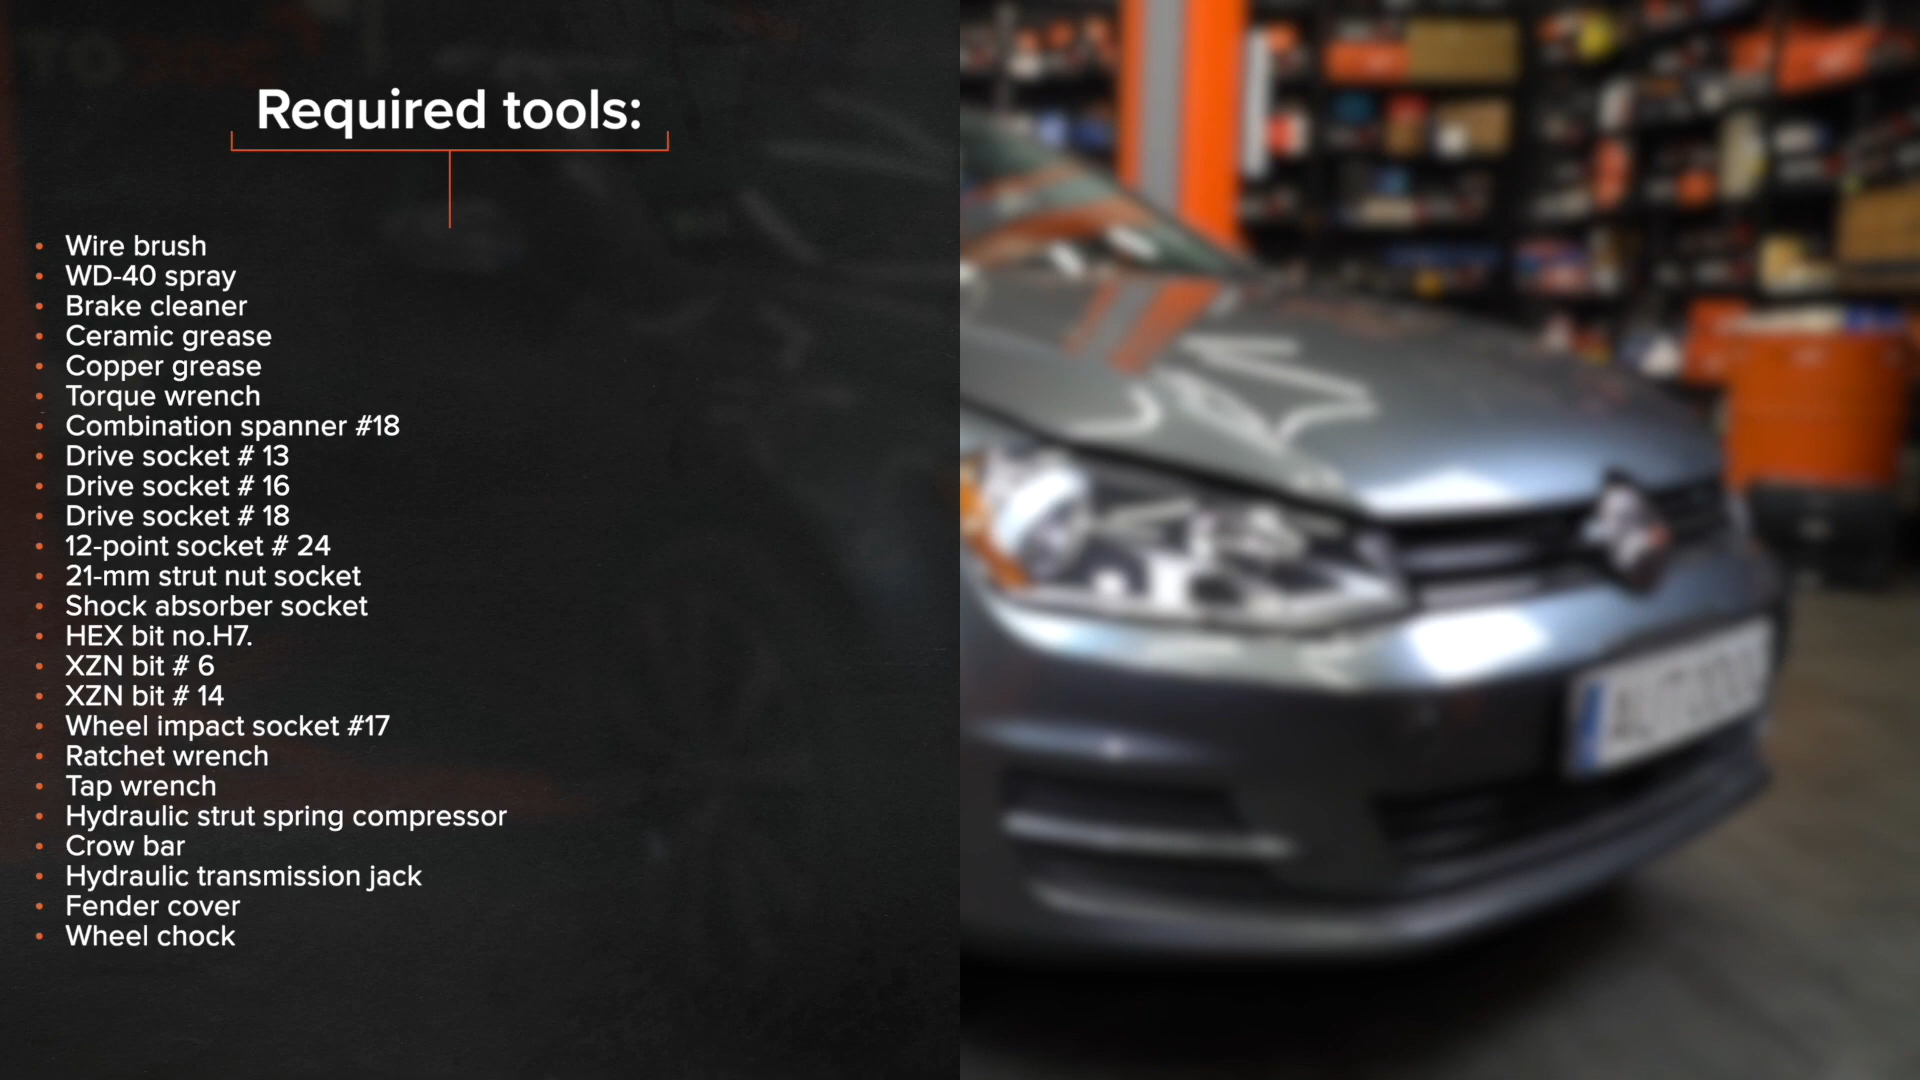 Required tools:
• Wire brush
• WD-40 spray
• Brake cleaner
• Ceramic grease
• Copper grease
• Torque wrench
• Combination spanner #18
• Drive socket # 13
• Drive socket # 16
• Drive socket # 18
• 12-point socket # 24
• 21-mm strut nut socket
• Shock absorber socket
• HEX bit no.H7.
• XZN bit # 6
• XZN bit # 14
• Wheel impact socket #17
• Ratchet wrench
• Tap wrench
• Hydraulic strut spring compressor
• Crow bar
• Hydraulic transmission jack
• Fender cover
• Wheel chock